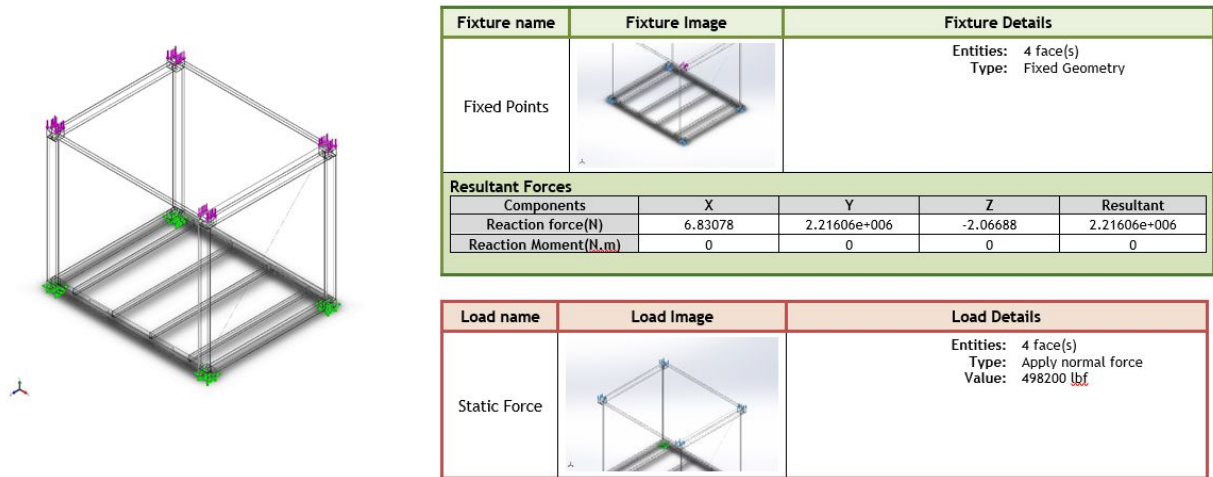 Fixture name Fixture Image Fixture Details
Fixed Points
Entities: 4 face(s)
Type: Fixed Geometry
Resultant Forces
Components X Y Z Resultant
Reaction force(N) 6.83078 2.21606e+006 -2.06688 2.21606e+006
Reaction Moment(N.m) 0 0 0 0
Load name Load Image Load Details
Static Force
Entities: 4 face(s)
Type: Apply normal force
Value: 498200 lbf